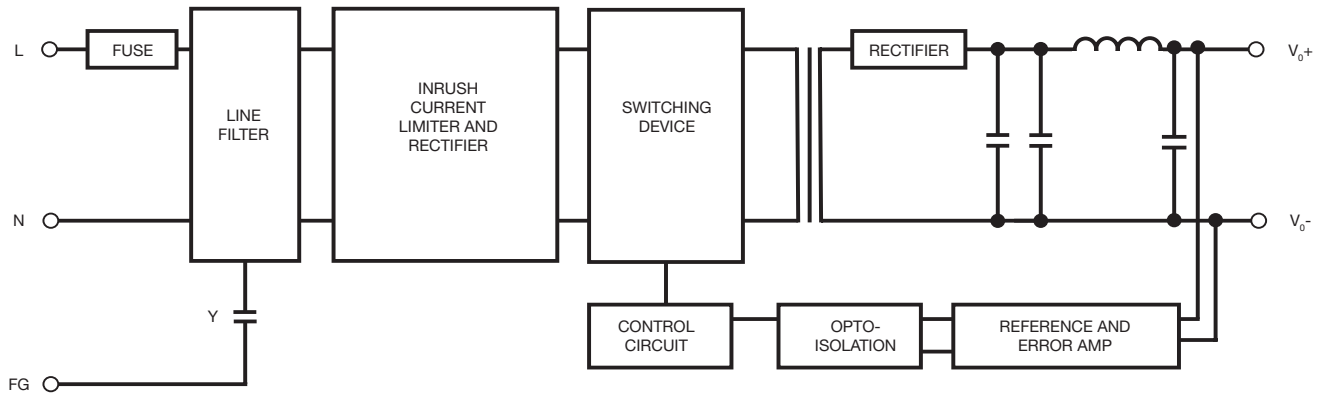 L
FUSE
LINE
FILTER
INRUSH
CURRENT
LIMITER AND
RECTIFIER
SWITCHING
DEVICE
RECTIFIER
V₀+
N
V₀-
Y
CONTROL
CIRCUIT
OPTO-
ISOLATION
REFERENCE AND
ERROR AMP
FG